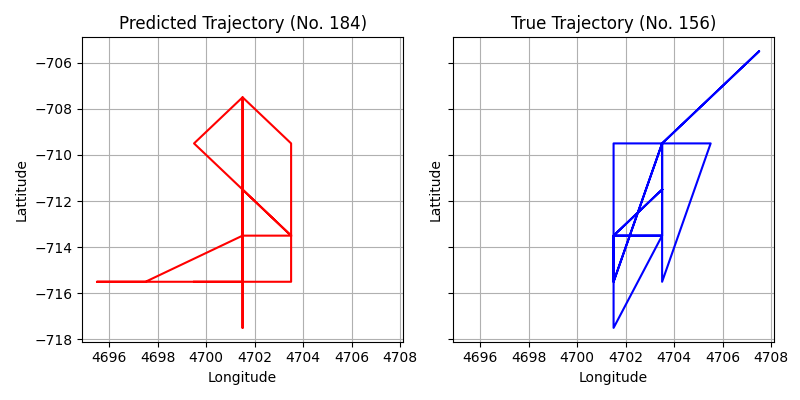 Predicted Trajectory (No. 184)
True Trajectory (No. 156)
Lattitude
−706
−708
−710
−712
−714
−716
−718
4696 4698 4700 4702 4704 4706 4708
Longitude
Lattitude
4696 4698 4700 4702 4704 4706 4708
Longitude